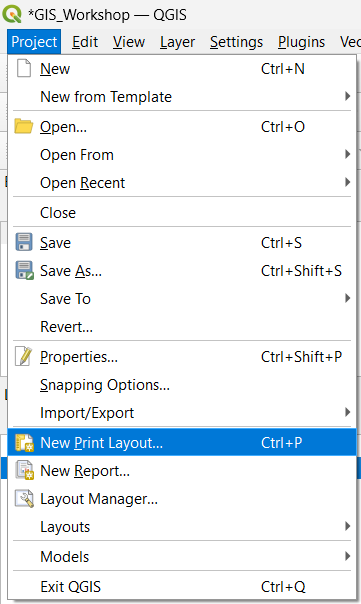 *GIS_Workshop — QGIS
Project Edit View Layer Settings Plugins
New Ctrl+N
New from Template
Open... Ctrl+O
Open From
Open Recent
Close
Save Ctrl+S
Save As... Ctrl+Shift+S
Save To
Revert...
Properties... Ctrl+Shift+P
Snapping Options...
Import/Export
New Print Layout... Ctrl+P
New Report...
Layout Manager...
Layouts
Models
Exit QGIS Ctrl+Q